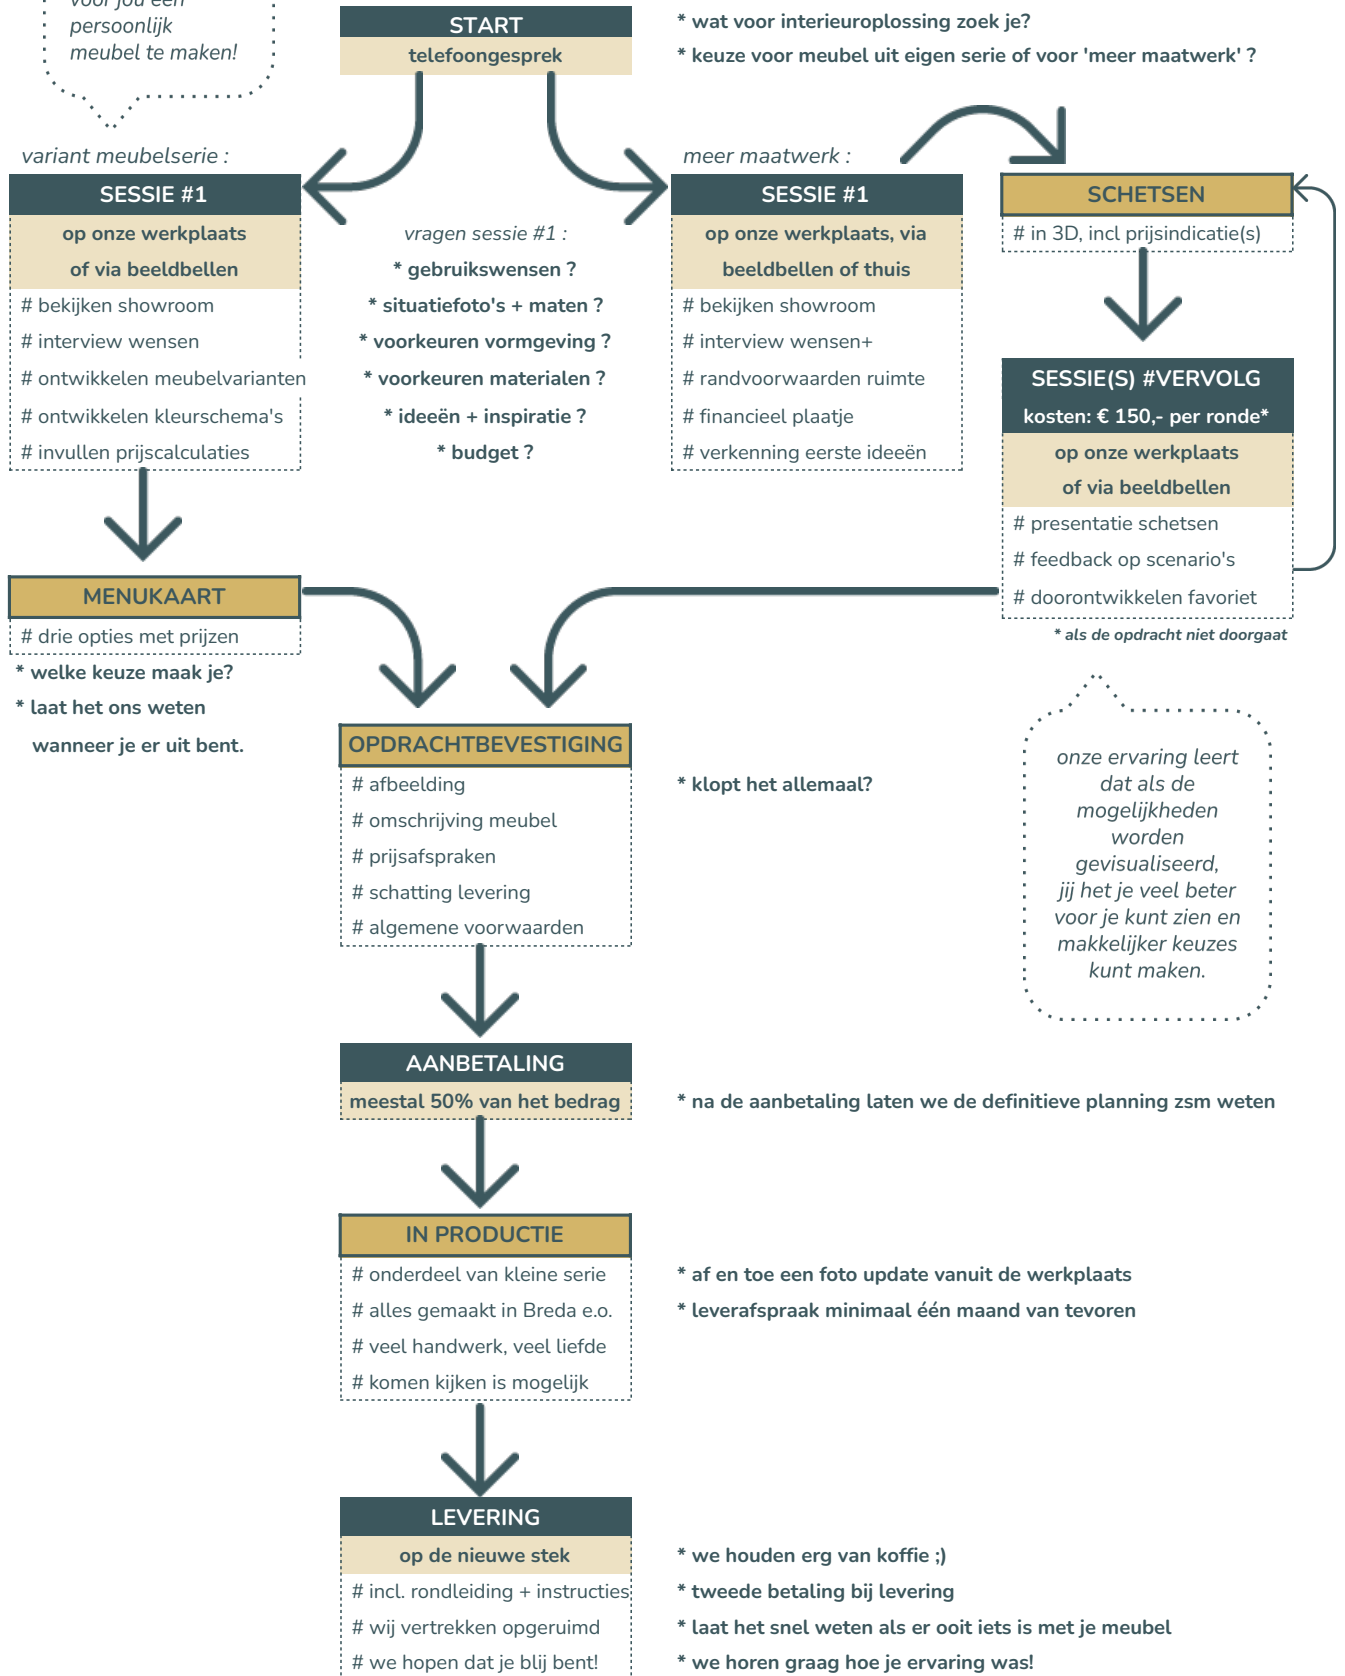 voor jou een
persoonlijk
meubel te maken!
START
telefoongesprek
* wat voor interieuroplossing zoek je?
* keuze voor meubel uit eigen serie of voor 'meer maatwerk' ?
variant meubelserie :
SESSIE #1
op onze werkplaats
of via beeldbellen
# bekijken showroom
# interview wensen
# ontwikkelen meubelvarianten
# ontwikkelen kleurschema's
# invullen prijscalculaties
vragen sessie #1 :
* gebruikswensen ?
* situatiefoto's + maten ?
* voorkeuren vormgeving ?
* voorkeuren materialen ?
* ideeën + inspiratie ?
* budget ?
meer maatwerk :
SESSIE #1
op onze werkplaats, via
beeldbellen of thuis
# bekijken showroom
# interview wensen+
# randvoorwaarden ruimte
# financieel plaatje
# verkenning eerste ideeën
SCHETSEN
# in 3D, incl prijsindicatie(s)
SESSIE(S) #VERVOLG
kosten: € 150,- per ronde*
op onze werkplaats
of via beeldbellen
# presentatie schetsen
# feedback op scenario's
# doorontwikkelen favoriet
* als de opdracht niet doorgaat
MENUKAART
# drie opties met prijzen
* welke keuze maak je?
* laat het ons weten
wanneer je er uit bent.
onze ervaring leert
dat als de
mogelijkheden
worden
gevisualiseerd,
jij het je veel beter
voor je kunt zien en
makkelijker keuzes
kunt maken.
OPDRACHTBEVESTIGING
# afbeelding
# omschrijving meubel
# prijsafspraken
# schatting levering
# algemene voorwaarden
* klopt het allemaal?
AANBETALING
meestal 50% van het bedrag
* na de aanbetaling laten we de definitieve planning zsm weten
IN PRODUCTIE
# onderdeel van kleine serie
# alles gemaakt in Breda e.o.
# veel handwerk, veel liefde
# komen kijken is mogelijk
* af en toe een foto update vanuit de werkplaats
* leverafspraak minimaal één maand van tevoren
LEVERING
op de nieuwe stek
# incl. rondleiding + instructies
# wij vertrekken opgeruimd
# we hopen dat je blij bent!
* we houden erg van koffie ;)
* tweede betaling bij levering
* laat het snel weten als er ooit iets is met je meubel
* we horen graag hoe je ervaring was!